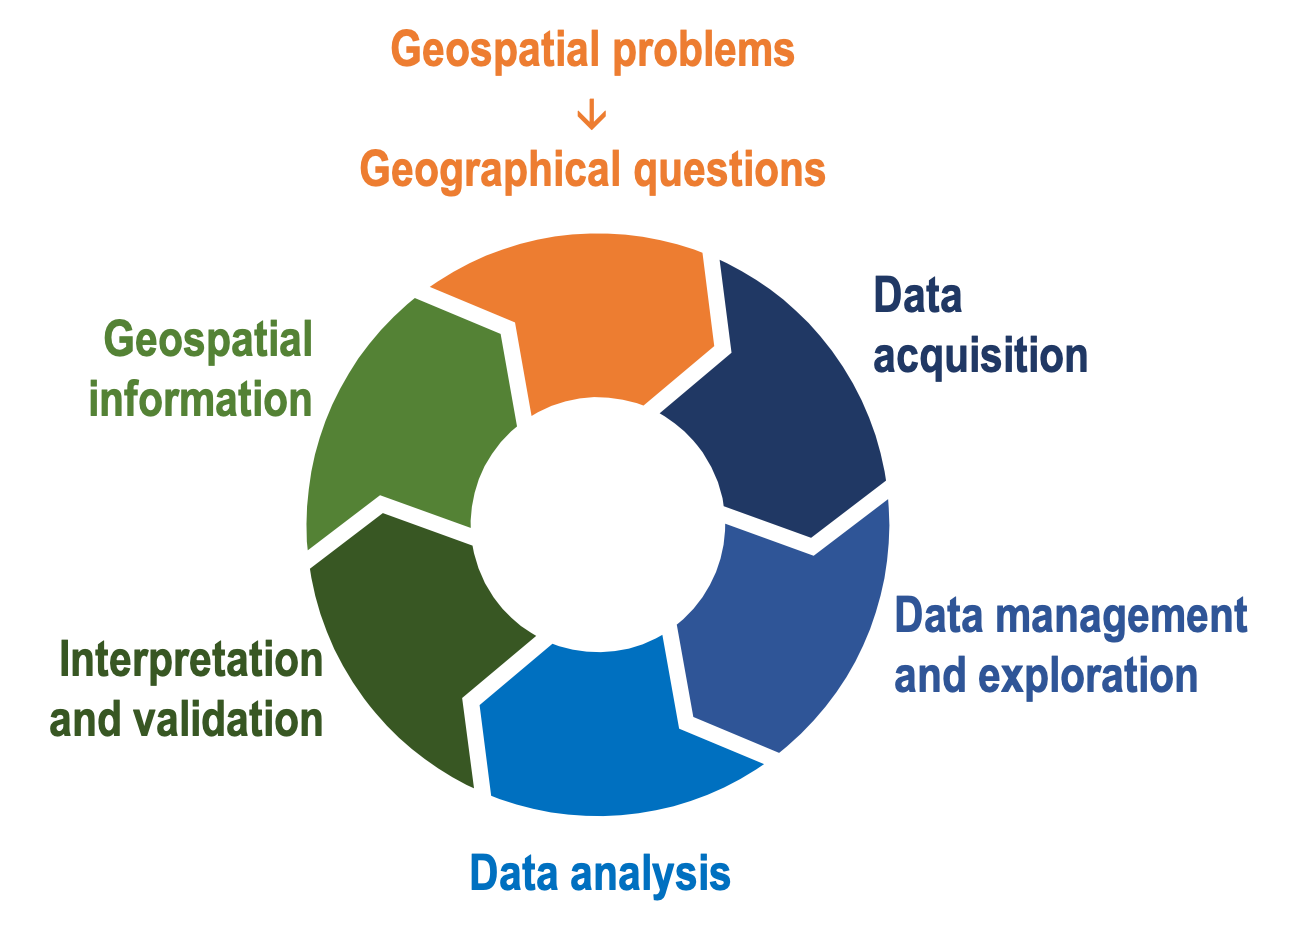 Geospatial problems
↓
Geographical questions
Data
acquisition
Data management
and exploration
Data analysis
Interpretation
and validation
Geospatial
information